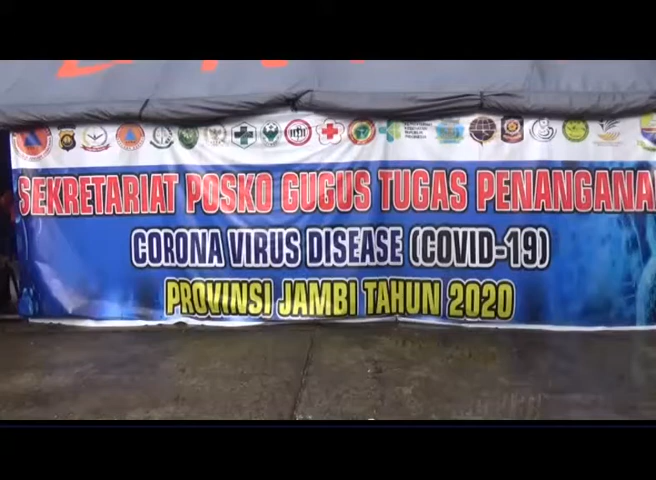 SEKRETARIAT POSKO GUGUS TUGAS PENANGANA
CORONA VIRUS DISEASE (COVID-19)
PROVINSI JAMBI TAHUN 2020